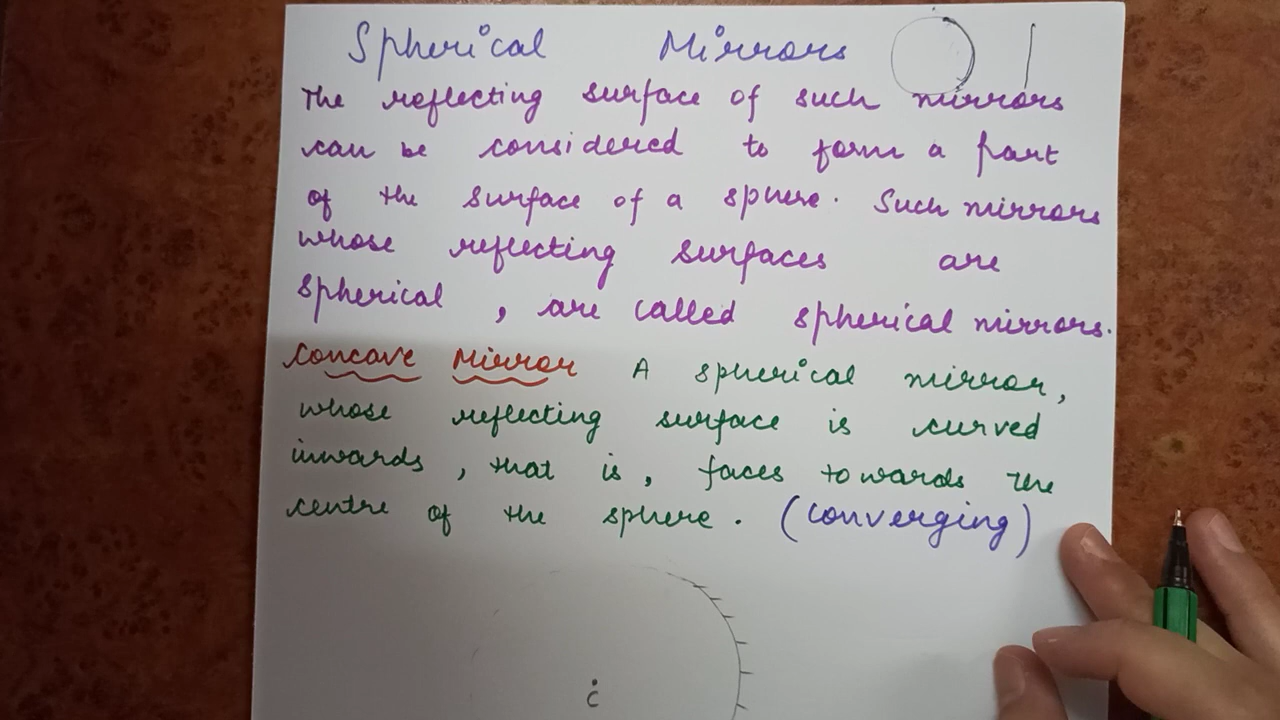 Spherical Mirrors
The reflecting surface of such mirrors
can be considered to form a part
of the surface of a sphere. Such mirrors
whose reflecting surfaces are
spherical, are called spherical mirrors.
Concave Mirror A spherical mirror,
whose reflecting surface is curved
inwards, that is, faces towards the
centre of the sphere. (Converging)
C